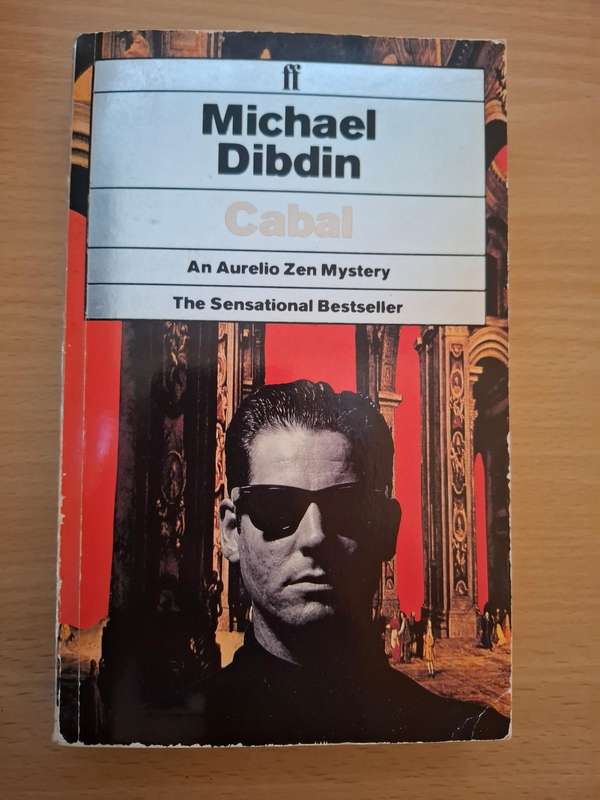 ff
Michael
Dibdin
Cabal
An Aurelio Zen Mystery
The Sensational Bestseller